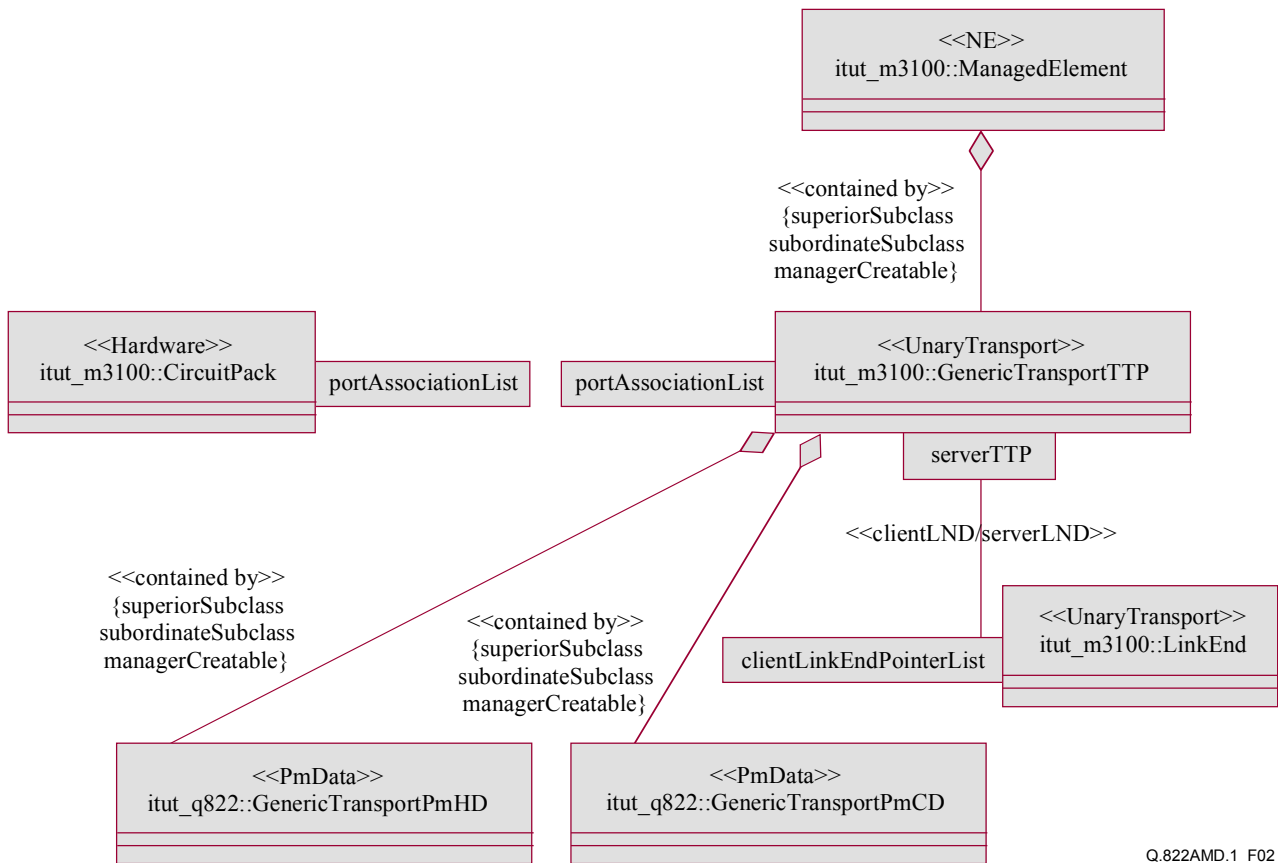 <<NE>>
itut_m3100::ManagedElement
<<contained by>>
{superiorSubclass
subordinateSubclass
managerCreatable}
<<Hardware>>
itut_m3100::CircuitPack
portAssociationList
portAssociationList
<<UnaryTransport>>
itut_m3100::GenericTransportTTP
serverTTP
<<clientLND/serverLND>>
<<contained by>>
{superiorSubclass
subordinateSubclass
managerCreatable}
<<contained by>>
{superiorSubclass
subordinateSubclass
managerCreatable}
clientLinkEndPointerList
<<UnaryTransport>>
itut_m3100::LinkEnd
<<PmData>>
itut_q822::GenericTransportPmHD
<<PmData>>
itut_q822::GenericTransportPmCD
Q.822AMD.1_F02